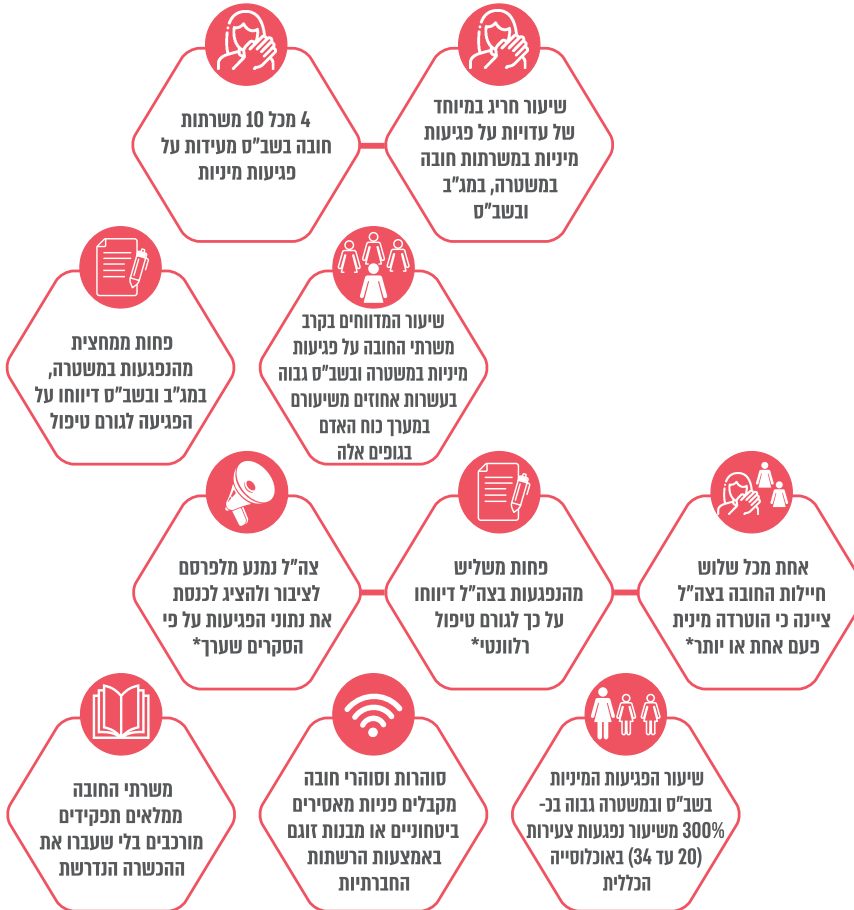 שיעור חריג במיוחד
של עדויות על פגיעות
מיניות במשרתות חובה
במשטרה, במג"ב
ובשב"ס
4 מכל 10 משרתות
חובה בשב"ס מעידות על
פגיעות מיניות
שיעור המדווחים בקרב
משרתי החובה על פגיעות
מיניות במשטרה ובשב"ס גבוה
בעשרות אחוזים משיעורם
במערך כוח האדם
בגופים אלה
פחות ממחצית
מהנפגעות במשטרה,
במג"ב ובשב"ס דיווחו על
הפגיעה לגורם טיפול
אחת מכל שלוש
חיילות החובה בצה"ל
ציינה כי הוטרדה מינית
פעם אחת או יותר*
פחות משליש
מהנפגעות בצה"ל דיווחו
על כך לגורם טיפול
רלוונטי*
צה"ל נמנע מלפרסם
לציבור ולהציג לכנסת
את נתוני הפגיעות על פי
הסקרים שערך*
שיעור הפגיעות המיניות
בשב"ס ובמשטרה גבוה בכ-
300% משיעור נפגעות צעירות
(20 עד 34) באוכלוסייה
הכללית
סוהרות וסוהרי חובה
מקבלים פניות מאסירים
ביטחוניים או מבנות זוגם
באמצעות הרשתות
החברתיות
משרתי החובה
ממלאים תפקידים
מורכבים בלי שעברו את
ההכשרה הנדרשת